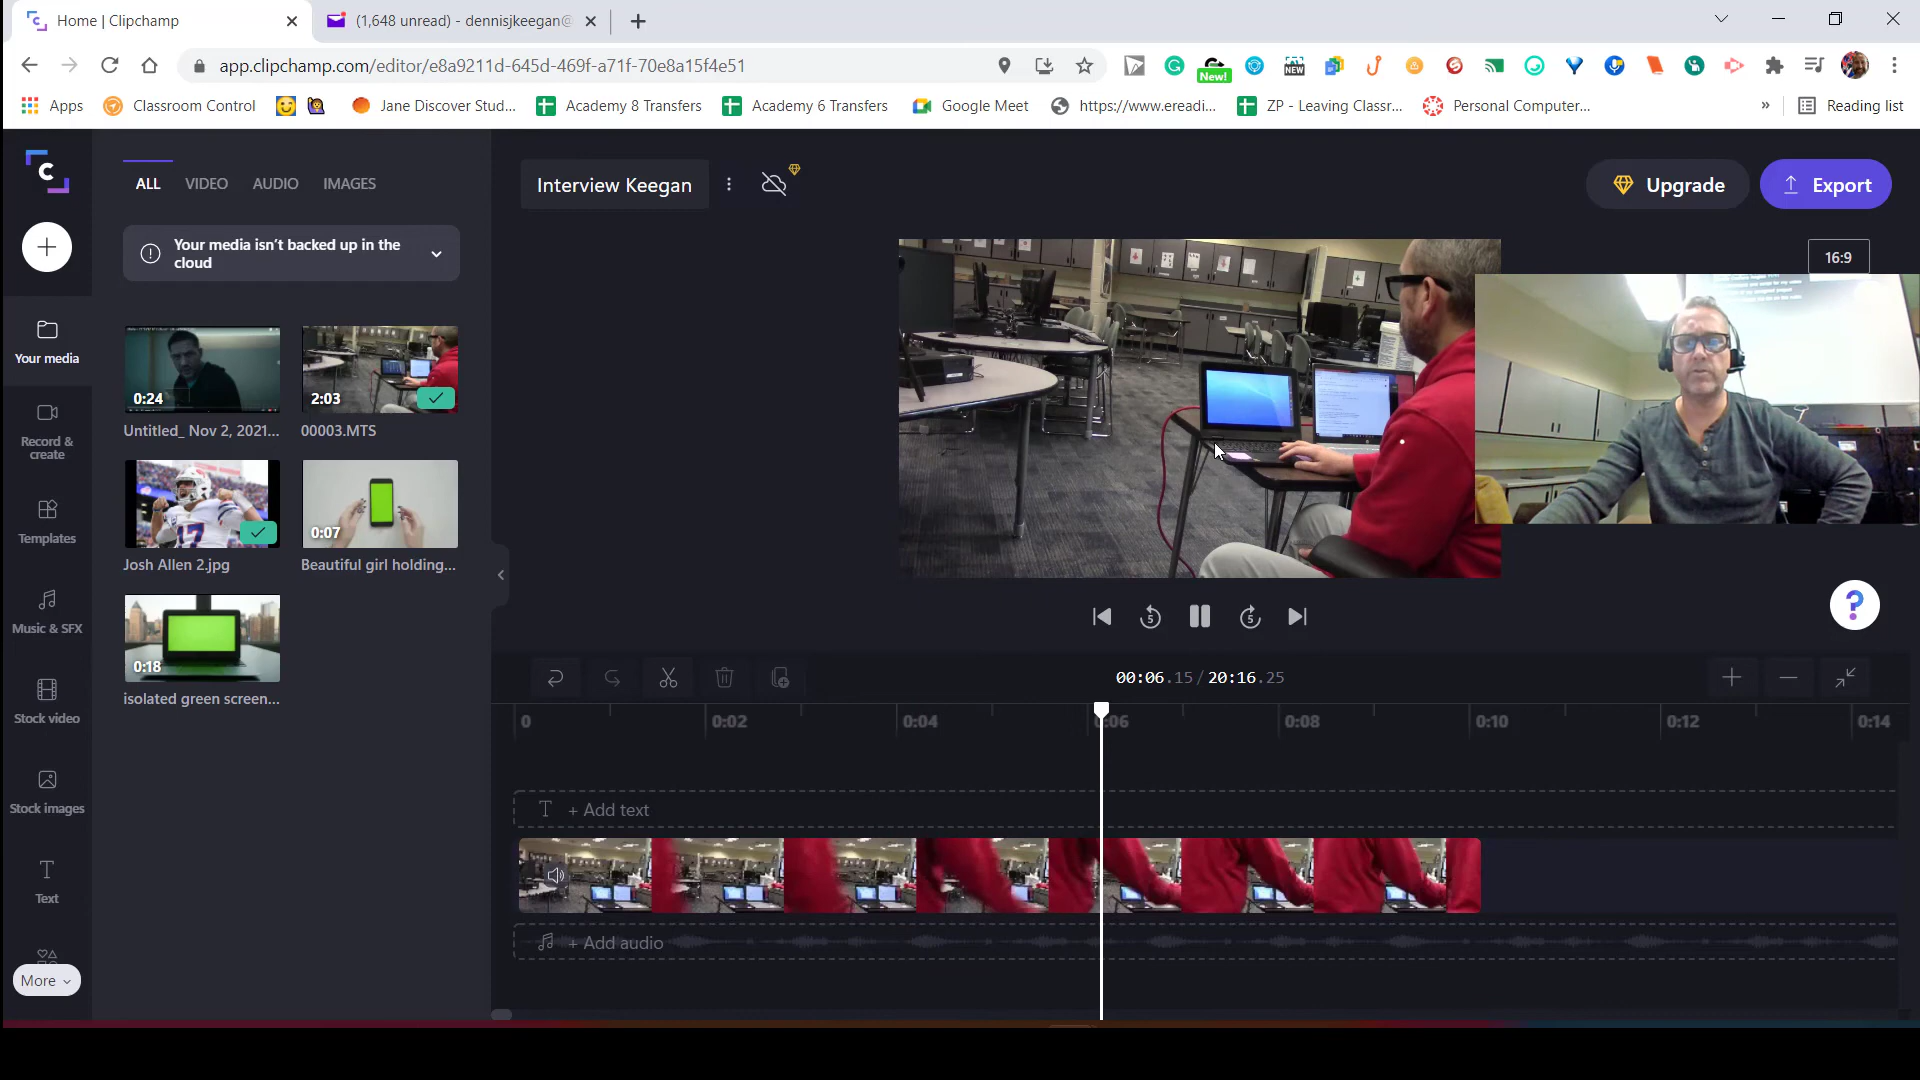 Home | Clipchamp
(1,648 unread) - dennisjkeegan@
app.clipchamp.com/editor/e8a9211d-645d-469f-a71f-70e8a15f4e51
New!
NEW
Apps
Classroom Control
Jane Discover Stud...
Academy 8 Transfers
Academy 6 Transfers
Google Meet
https://www.ereadi...
ZP - Leaving Classr...
Personal Computer...
»
Reading list
ALL
VIDEO
AUDIO
IMAGES
Interview Keegan
Upgrade
Export
Your media isn't backed up in the
cloud
16:9
Your media
0:24
2:03
Untitled_ Nov 2, 2021...
00003.MTS
Record &
create
0:07
Templates
Josh Allen 2.jpg
Beautiful girl holding...
17
Music & SFX
5
5
?
0:18
isolated green screen...
00:06.15 / 20:16.25
Stock video
0
0:02
0:04
0:06
0:08
0:10
0:12
0:14
Stock images
T + Add text
T
Text
+ Add audio
More